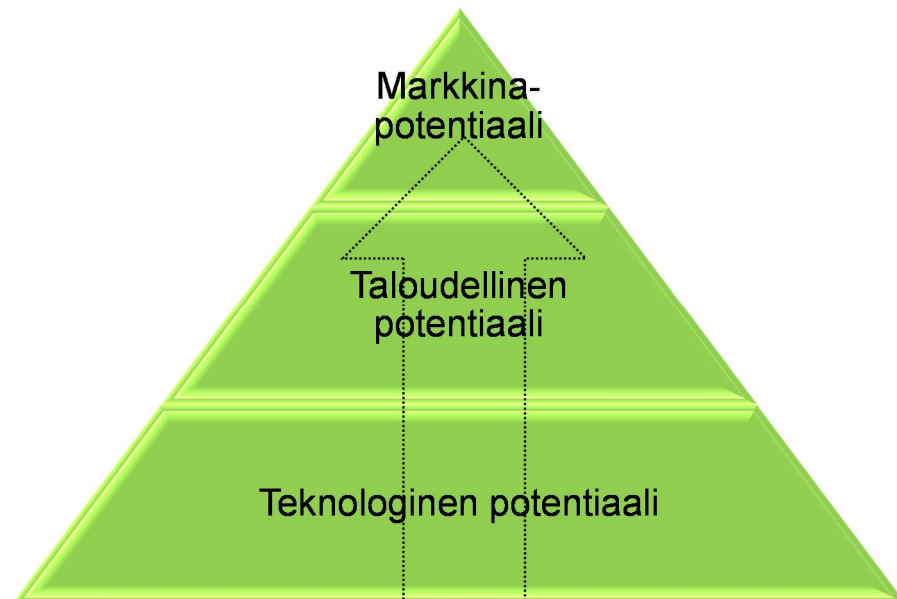 Markkina-
potentiaali
Taloudellinen
potentiaali
Teknologinen potentiaali